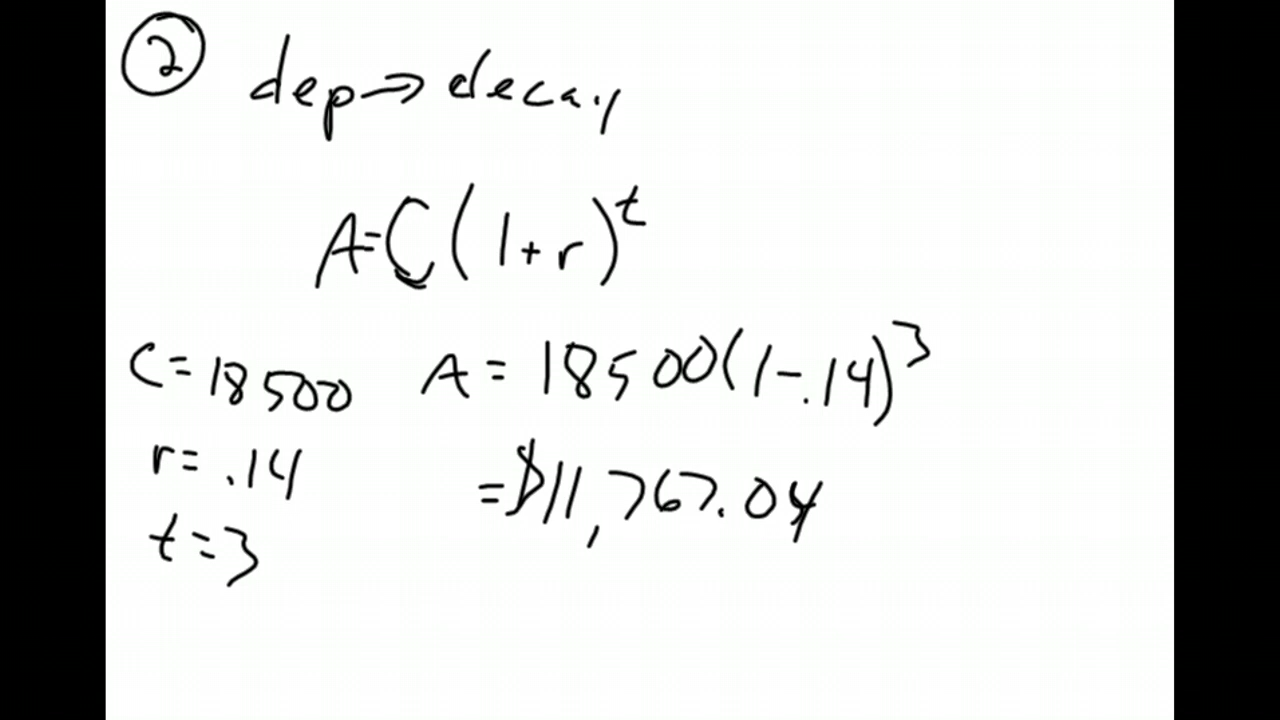 ② dep → decay
A=C(1+r)^t
C=18500 A=18500(1-.14)^3
r=.14
=$11,767.04
t=3